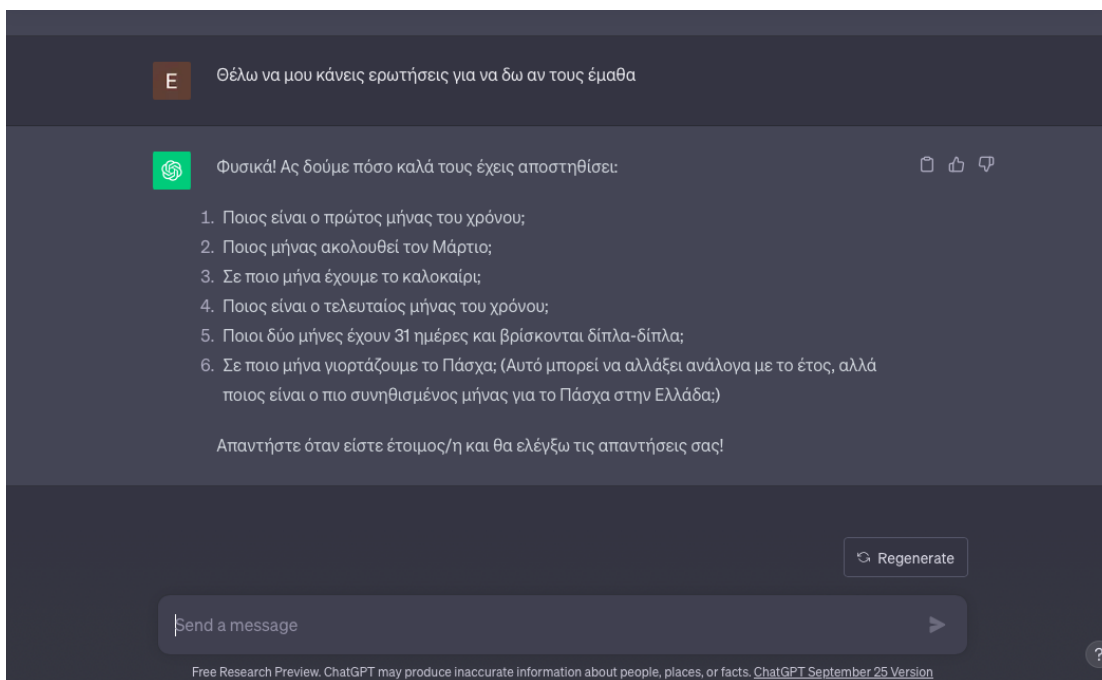 E
Θέλω να μου κάνεις ερωτήσεις για να δω αν τους έμαθα
Φυσικά! Ας δούμε πόσο καλά τους έχεις αποστηθίσει:
1. Ποιος είναι ο πρώτος μήνας του χρόνου;
2. Ποιος μήνας ακολουθεί τον Μάρτιο;
3. Σε ποιο μήνα έχουμε το καλοκαίρι;
4. Ποιος είναι ο τελευταίος μήνας του χρόνου;
5. Ποιοι δύο μήνες έχουν 31 ημέρες και βρίσκονται δίπλα-δίπλα;
6. Σε ποιο μήνα γιορτάζουμε το Πάσχα; (Αυτό μπορεί να αλλάξει ανάλογα με το έτος, αλλά
ποιος είναι ο πιο συνηθισμένος μήνας για το Πάσχα στην Ελλάδα;)
Απαντήστε όταν είστε έτοιμος/η και θα ελέγξω τις απαντήσεις σας!
Regenerate
Send a message
?
Free Research Preview. ChatGPT may produce inaccurate information about people, places, or facts. ChatGPT September 25 Version